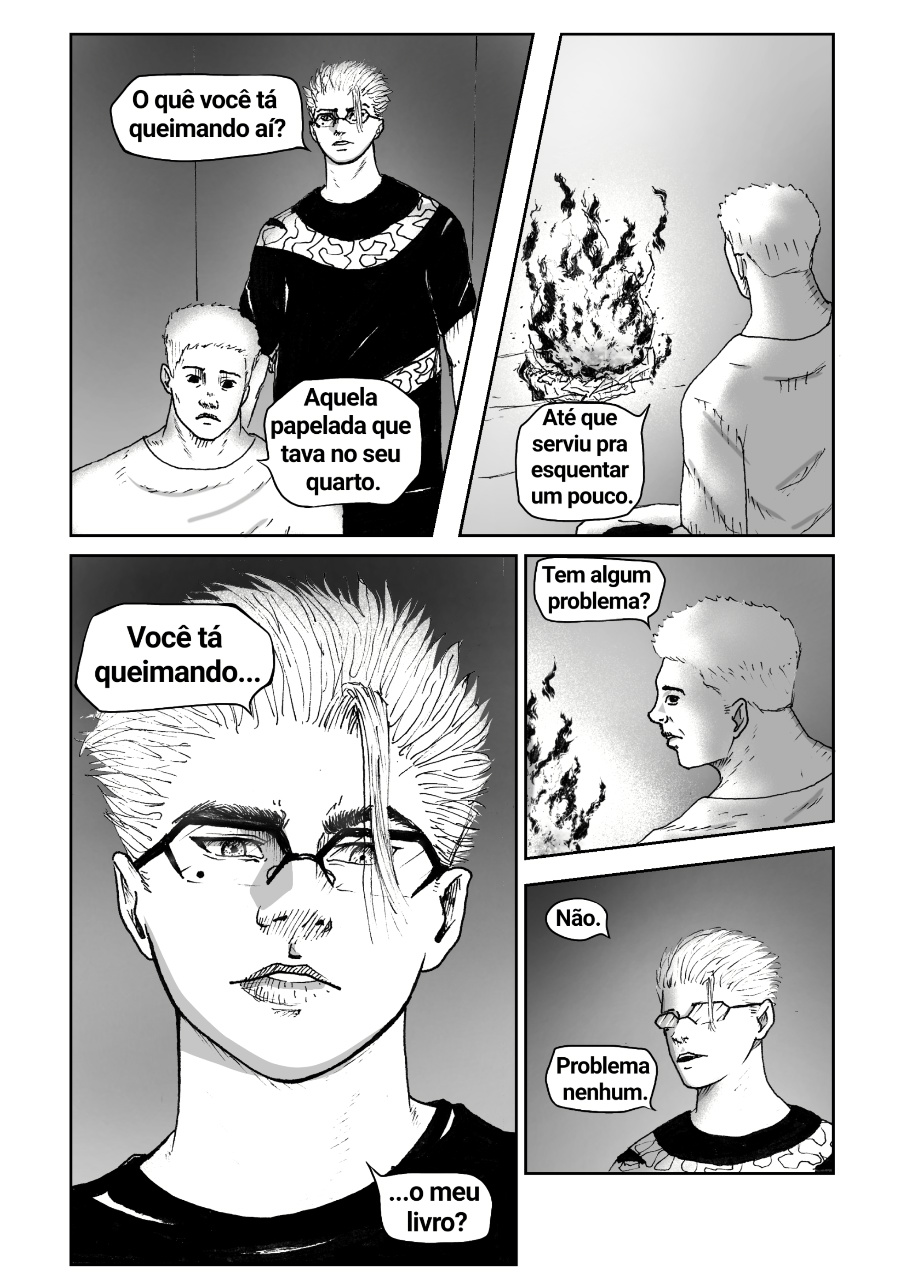 O quê você tá
queimando aí?
Aquela
papelada que
tava no seu
quarto.
Até que
serviu pra
esquentar
um pouco.
Você tá
queimando...
...o meu
livro?
Tem algum
problema?
Não.
Problema
nenhum.